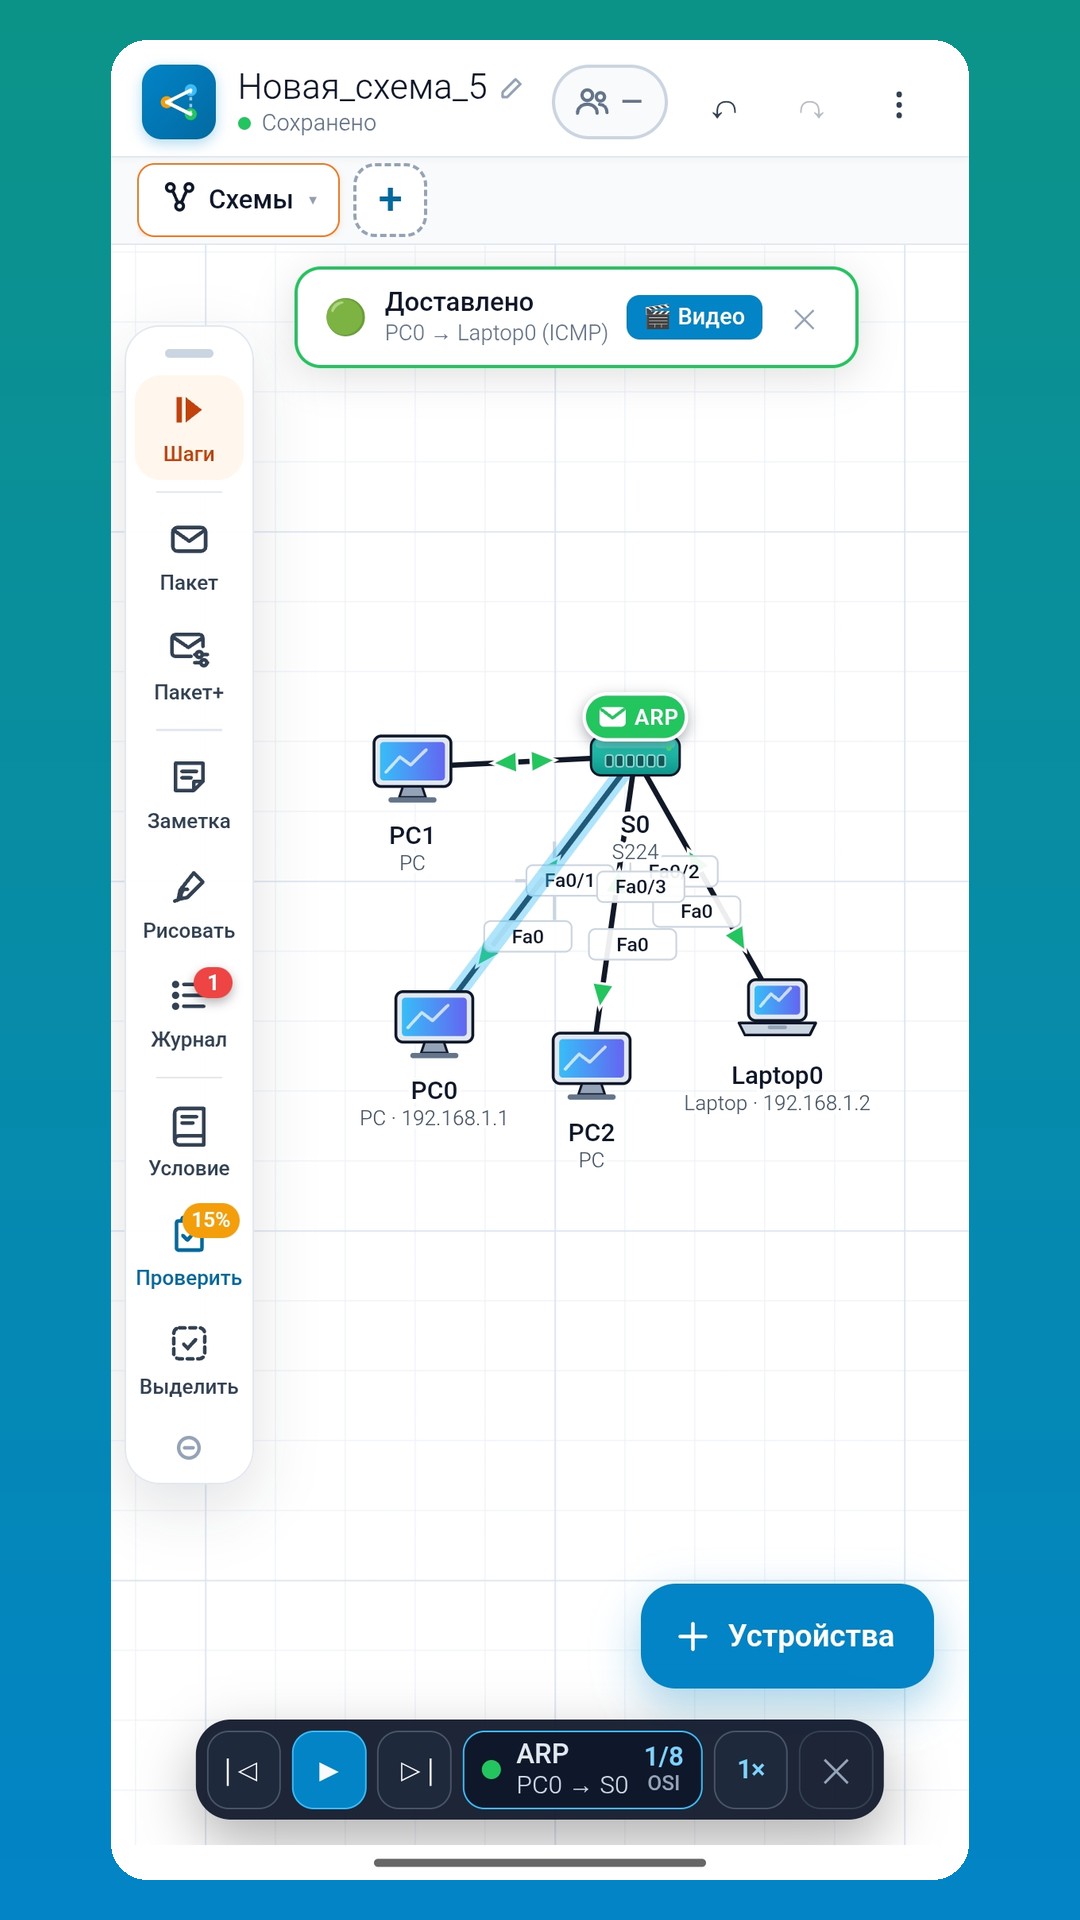 Новая_схема_5
Сохранено
Схемы
Доставлено
PC0 → Laptop0 (ICMP)
Видео
Шаги
Пакет
Пакет+
Заметка
Рисовать
1
Журнал
Условие
15%
Проверить
Выделить
ARP
PC1
PC
S0
S224
Fa0/1
Fa0/2
Fa0/3
Fa0
Fa0
Fa0
PC0
PC · 192.168.1.1
PC2
PC
Laptop0
Laptop · 192.168.1.2
+ Устройства
ARP
PC0 → S0
1/8
OSI
1×